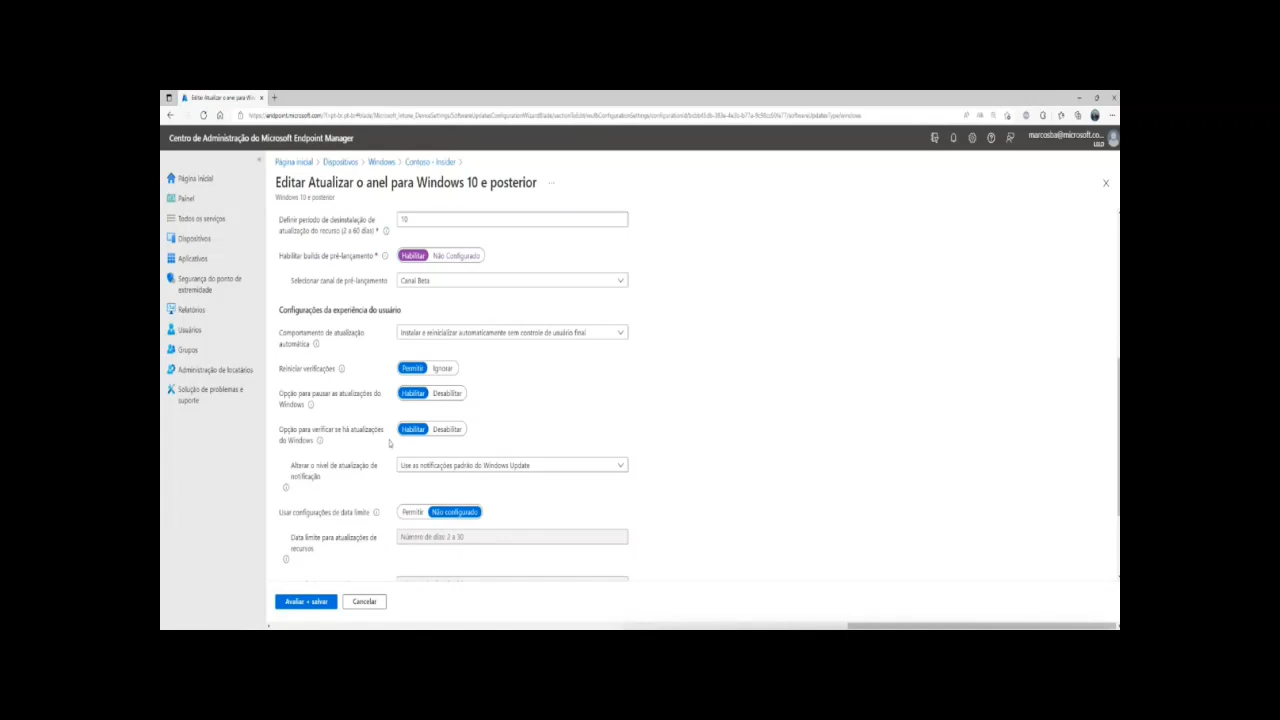 Editar Atualizar o anel para Win
Centro de Administração do Microsoft Endpoint Manager
marcosba@microsoft.co...
Página inicial
Painel
Todos os serviços
Dispositivos
Aplicativos
Segurança do ponto de
extremidade
Relatórios
Usuários
Grupos
Administração de locatários
Solução de problemas e
suporte
Página inicial > Dispositivos > Windows > Contoso - Insider >
Editar Atualizar o anel para Windows 10 e posterior ...
Windows 10 e posterior
Definir período de desinstalação de
atualização do recurso (2 a 60 dias) * 10
Habilitar builds de pré-lançamento * Habilitar Não Configurado
Selecionar canal de pré-lançamento Canal Beta
Configurações da experiência do usuário
Comportamento de atualização
automática Instalar e reinicializar automaticamente sem controle de usuário final
Reiniciar verificações Permitir Ignorar
Opção para pausar as atualizações do
Windows Habilitar Desabilitar
Opção para verificar se há atualizações
do Windows Habilitar Desabilitar
Alterar o nível de atualização de
notificação Use as notificações padrão do Windows Update
Usar configurações de data limite Permitir Não configurado
Data limite para atualizações de
recursos Número de dias: 2 a 30
Avaliar + salvar Cancelar